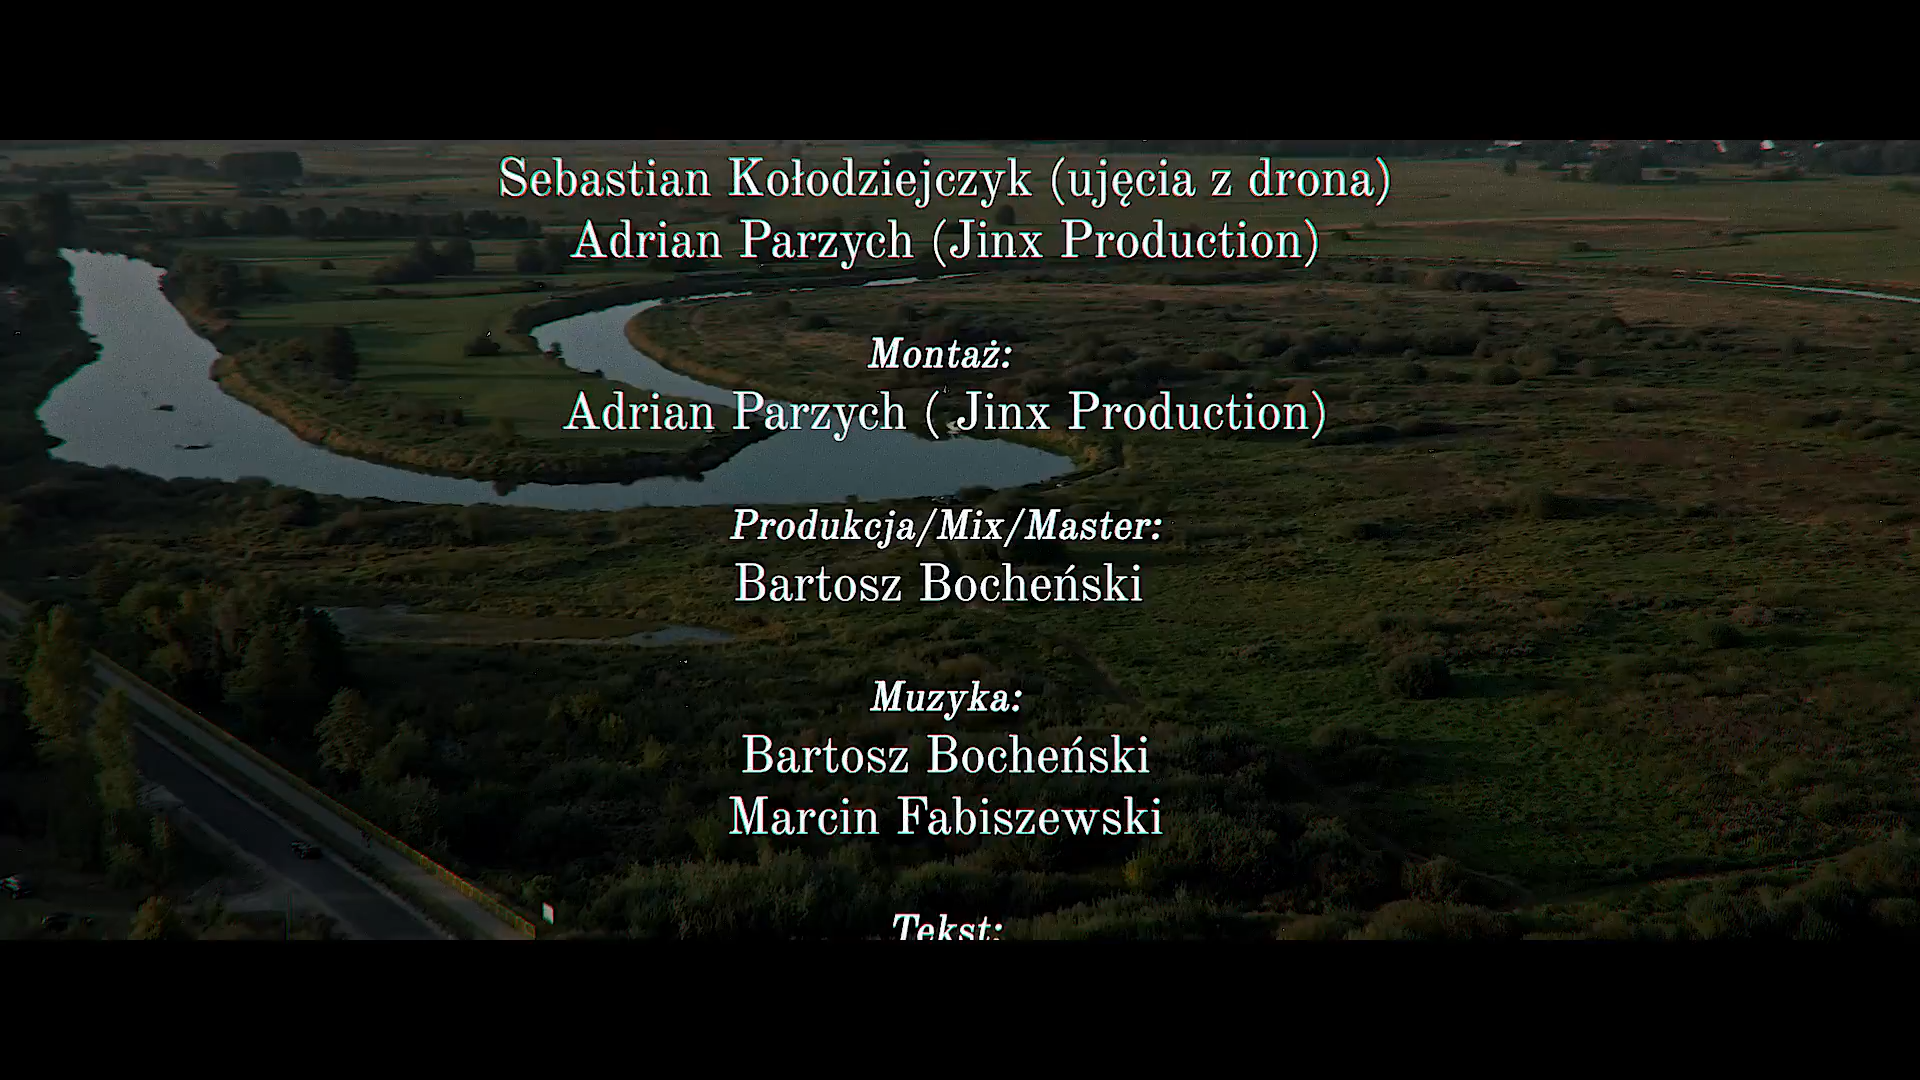 Sebastian Kołodziejczyk (ujęcia z drona)
Adrian Parzych (Jinx Production)
Montaż:
Adrian Parzych ( Jinx Production)
Produkcja/Mix/Master:
Bartosz Bocheński
Muzyka:
Bartosz Bocheński
Marcin Fabiszewski
Tekst: